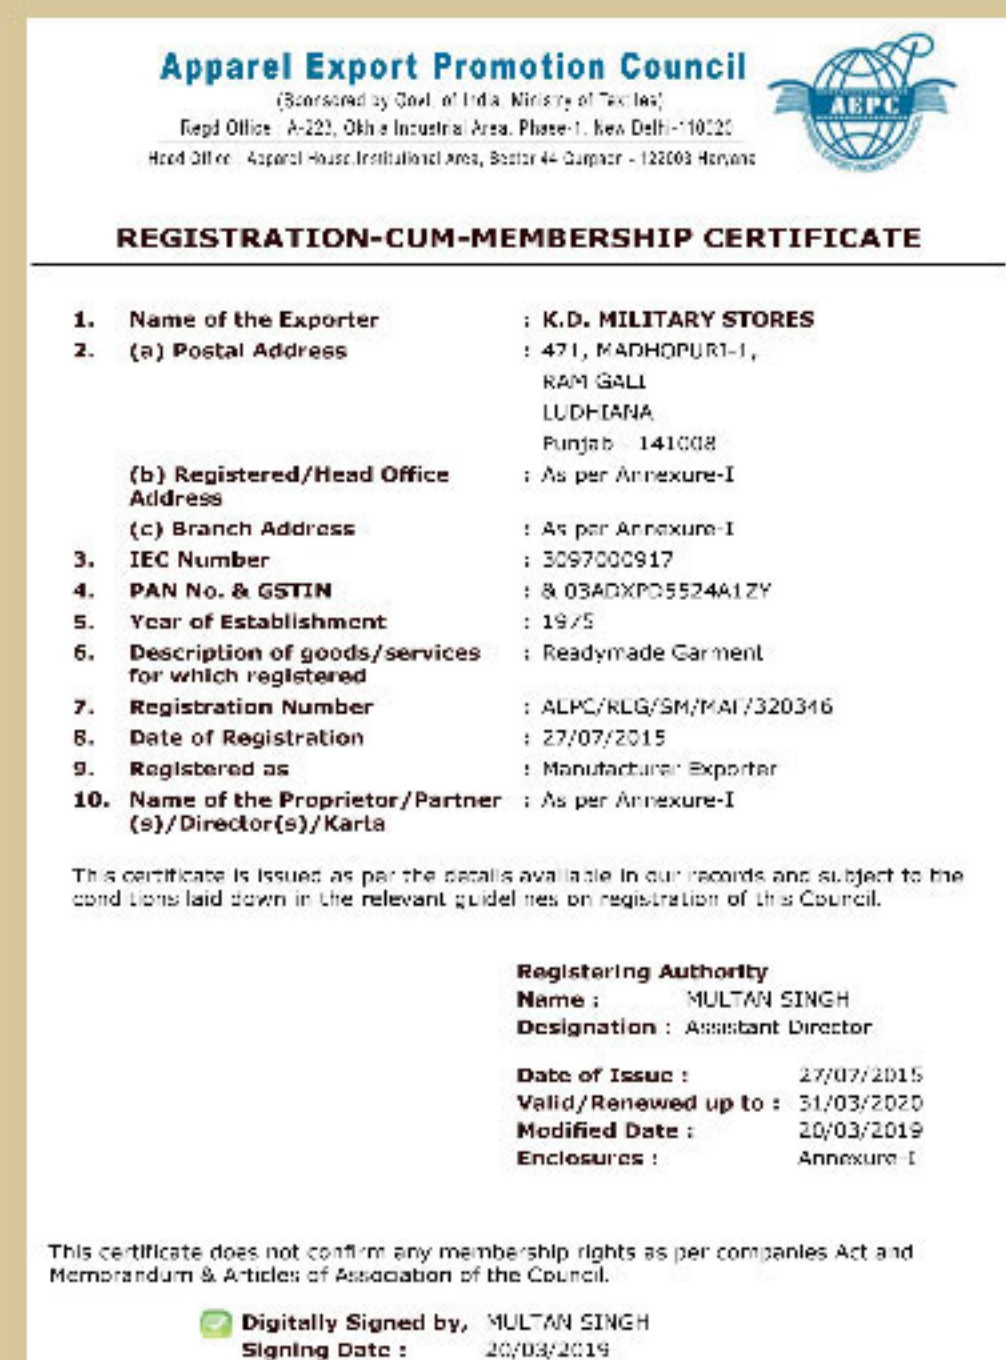 Apparel Export Promotion Council
(Sponsored by Govt. of India, Ministry of Textiles)
Regd Office : A-223, Okhla Industrial Area, Phase-1, New Delhi-110020
Head Office : Apparel House, Institutional Area, Sector 44 Gurgaon - 122003 Haryana
AEPC
APPAREL EXPORT PROMOTION COUNCIL
REGISTRATION-CUM-MEMBERSHIP CERTIFICATE
1. Name of the Exporter : K.D. MILITARY STORES
2. (a) Postal Address : 471, MADHOPURI-1,
RAM GALI
LUDHIANA
Punjab - 141008
(b) Registered/Head Office : As per Annexure-I
Address
(c) Branch Address : As per Annexure-I
3. IEC Number : 3097000917
4. PAN No. & GSTIN : & 03ADXPD5524A1ZY
5. Year of Establishment : 1975
6. Description of goods/services : Readymade Garment
for which registered
7. Registration Number : AEPC/REG/SM/MAF/320346
8. Date of Registration : 27/07/2015
9. Registered as : Manufacturer Exporter
10. Name of the Proprietor/Partner : As per Annexure-I
(s)/Director(s)/Karta
This certificate is issued as per the details available in our records and subject to the
conditions laid down in the relevant guidelines on registration of this Council.
Registering Authority
Name : MULTAN SINGH
Designation : Assistant Director
Date of Issue : 27/07/2015
Valid/Renewed up to : 31/03/2020
Modified Date : 20/03/2019
Enclosures : Annexure-I
This certificate does not confirm any membership rights as per companies Act and
Memorandum & Articles of Association of the Council.
Digitally Signed by, MULTAN SINGH
Signing Date : 20/03/2019